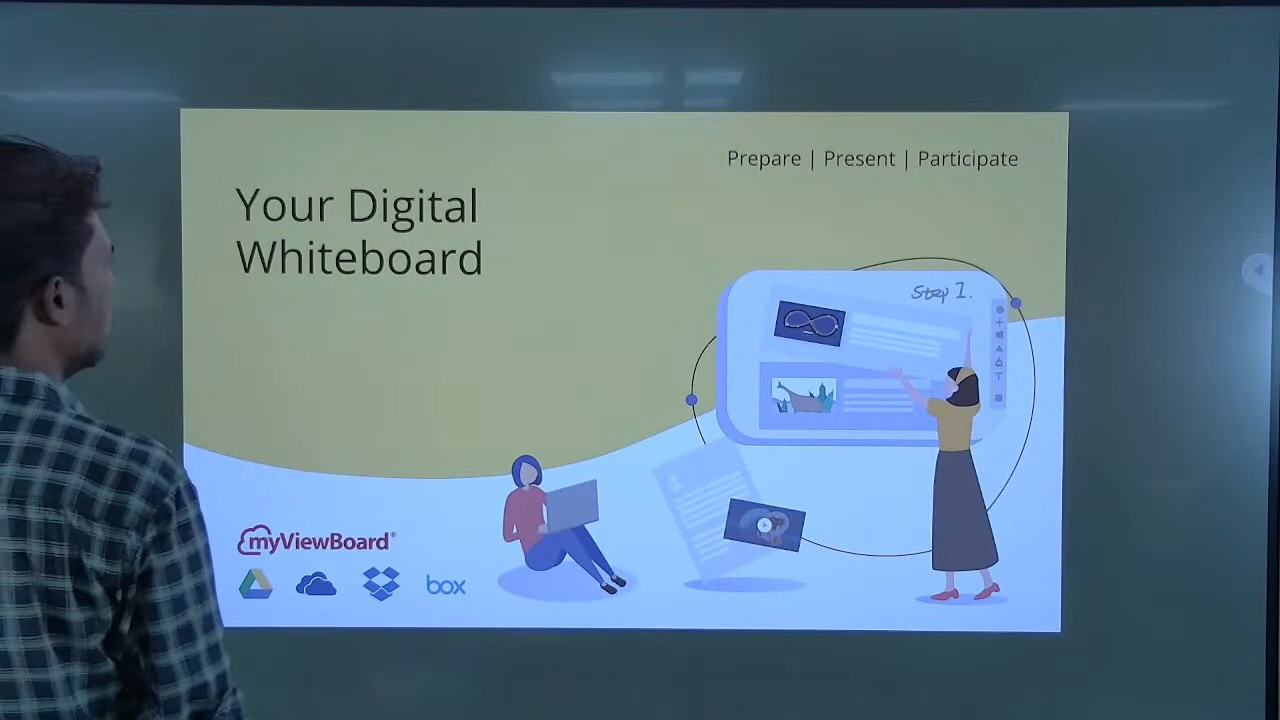 Prepare | Present | Participate
Your Digital
Whiteboard
Step 1.
T
myViewBoard®
box